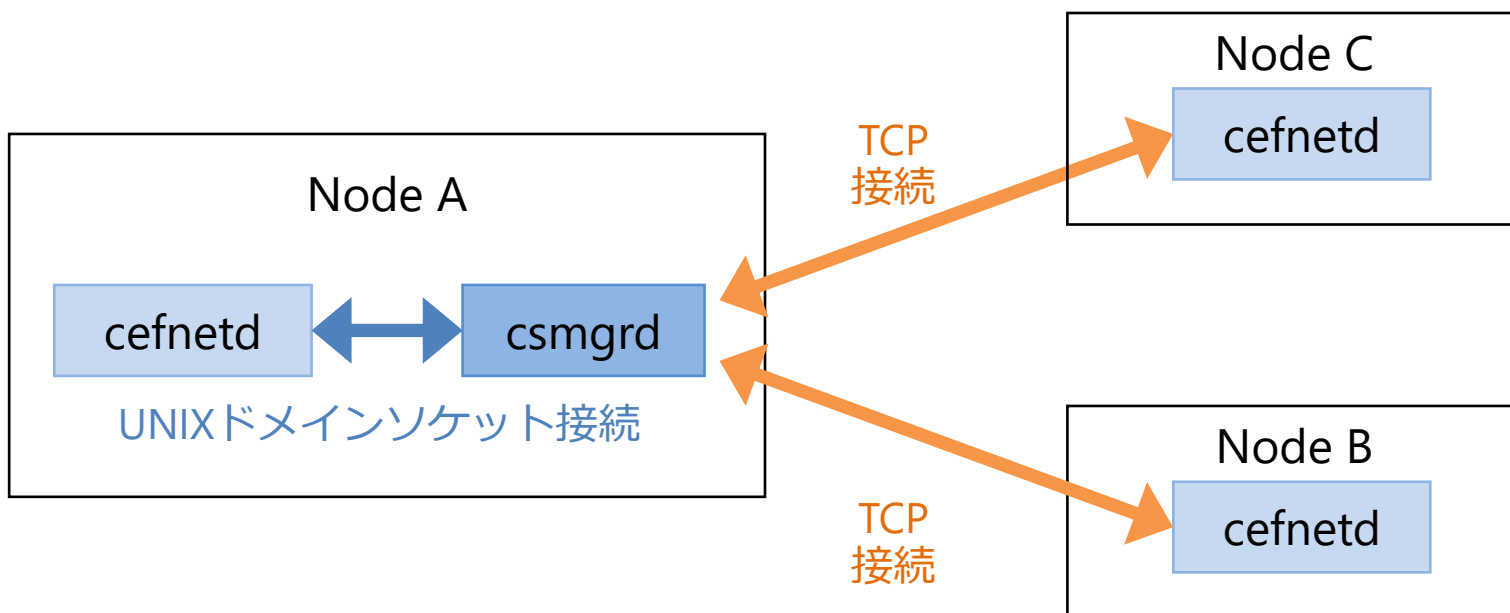 Node A
cefnetd
csmgrd
UNIXドメインソケット接続
TCP
接続
Node C
cefnetd
TCP
接続
Node B
cefnetd